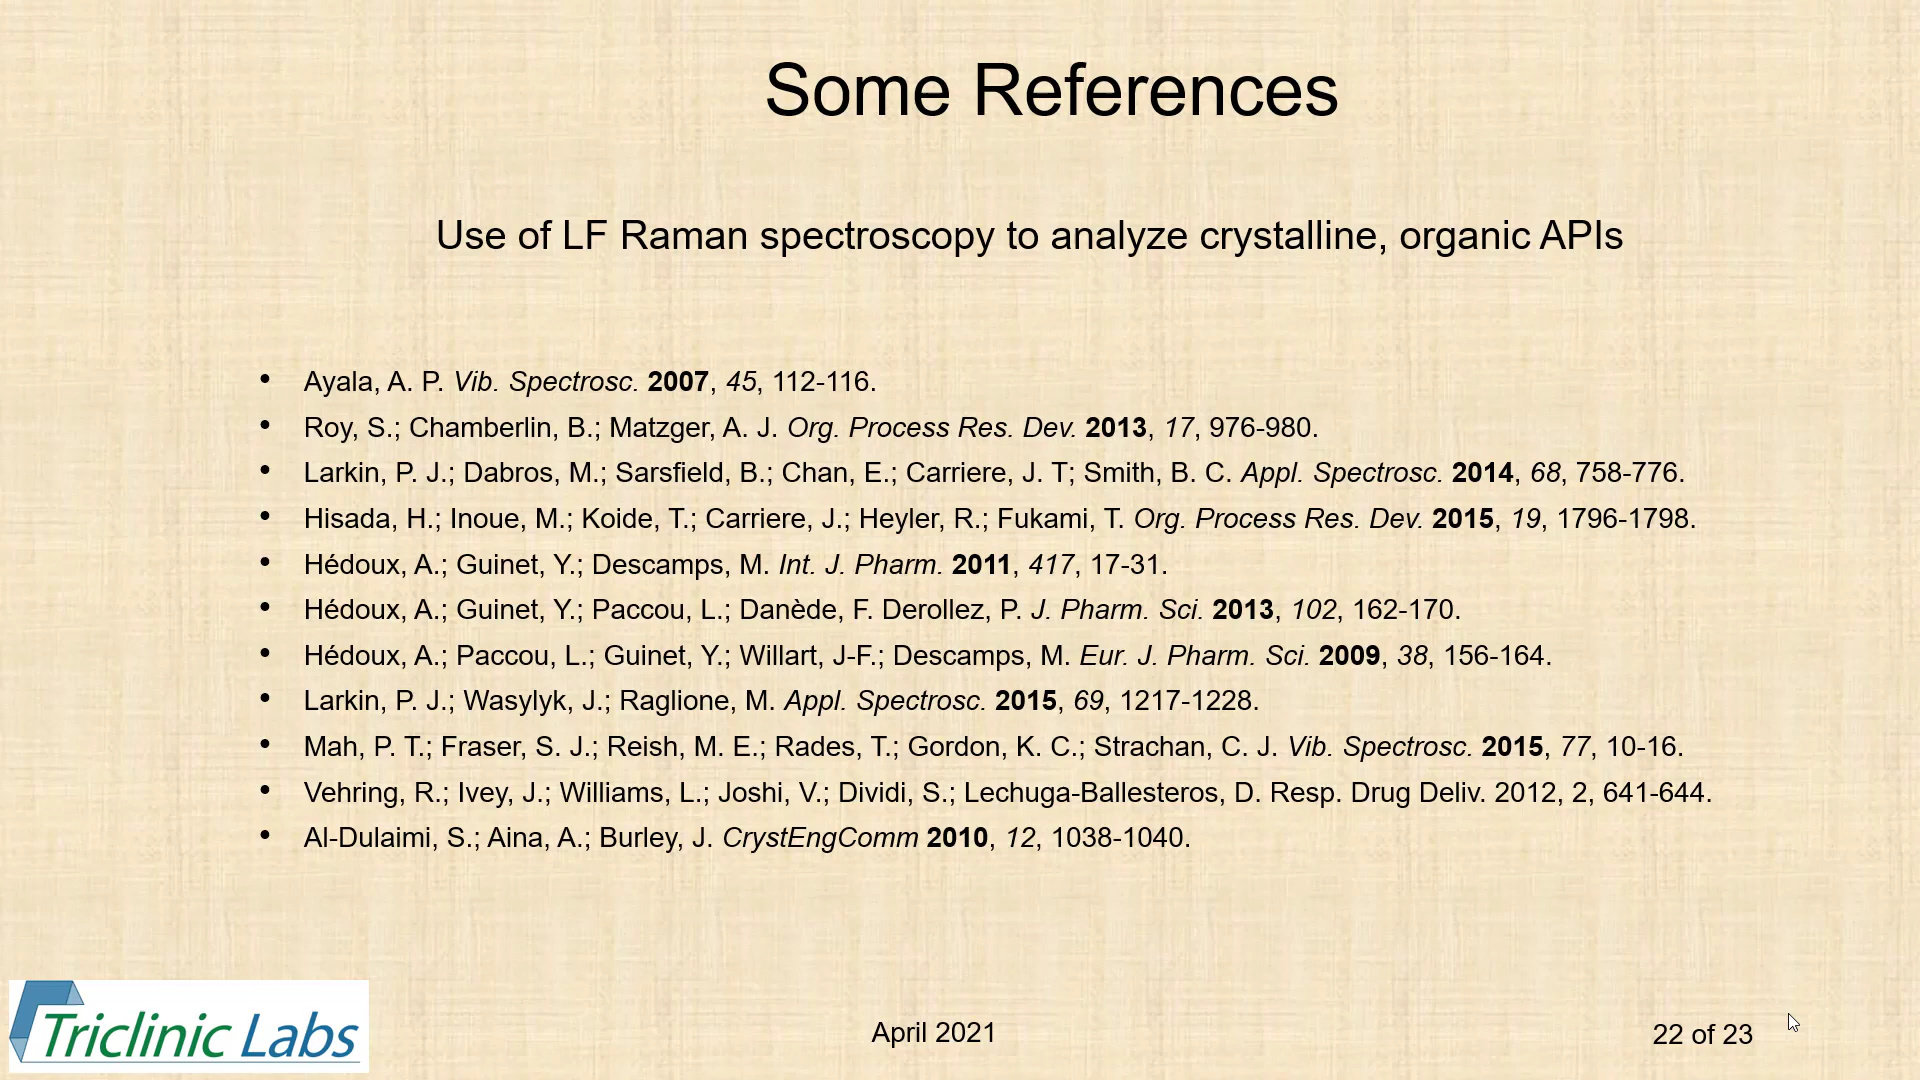 Some References
Use of LF Raman spectroscopy to analyze crystalline, organic APIs
• Ayala, A. P. Vib. Spectrosc. 2007, 45, 112-116.
• Roy, S.; Chamberlin, B.; Matzger, A. J. Org. Process Res. Dev. 2013, 17, 976-980.
• Larkin, P. J.; Dabros, M.; Sarsfield, B.; Chan, E.; Carriere, J. T; Smith, B. C. Appl. Spectrosc. 2014, 68, 758-776.
• Hisada, H.; Inoue, M.; Koide, T.; Carriere, J.; Heyler, R.; Fukami, T. Org. Process Res. Dev. 2015, 19, 1796-1798.
• Hédoux, A.; Guinet, Y.; Descamps, M. Int. J. Pharm. 2011, 417, 17-31.
• Hédoux, A.; Guinet, Y.; Paccou, L.; Danède, F. Derollez, P. J. Pharm. Sci. 2013, 102, 162-170.
• Hédoux, A.; Paccou, L.; Guinet, Y.; Willart, J-F.; Descamps, M. Eur. J. Pharm. Sci. 2009, 38, 156-164.
• Larkin, P. J.; Wasylyk, J.; Raglione, M. Appl. Spectrosc. 2015, 69, 1217-1228.
• Mah, P. T.; Fraser, S. J.; Reish, M. E.; Rades, T.; Gordon, K. C.; Strachan, C. J. Vib. Spectrosc. 2015, 77, 10-16.
• Vehring, R.; Ivey, J.; Williams, L.; Joshi, V.; Dividi, S.; Lechuga-Ballesteros, D. Resp. Drug Deliv. 2012, 2, 641-644.
• Al-Dulaimi, S.; Aina, A.; Burley, J. CrystEngComm 2010, 12, 1038-1040.
Triclinic Labs
April 2021
22 of 23